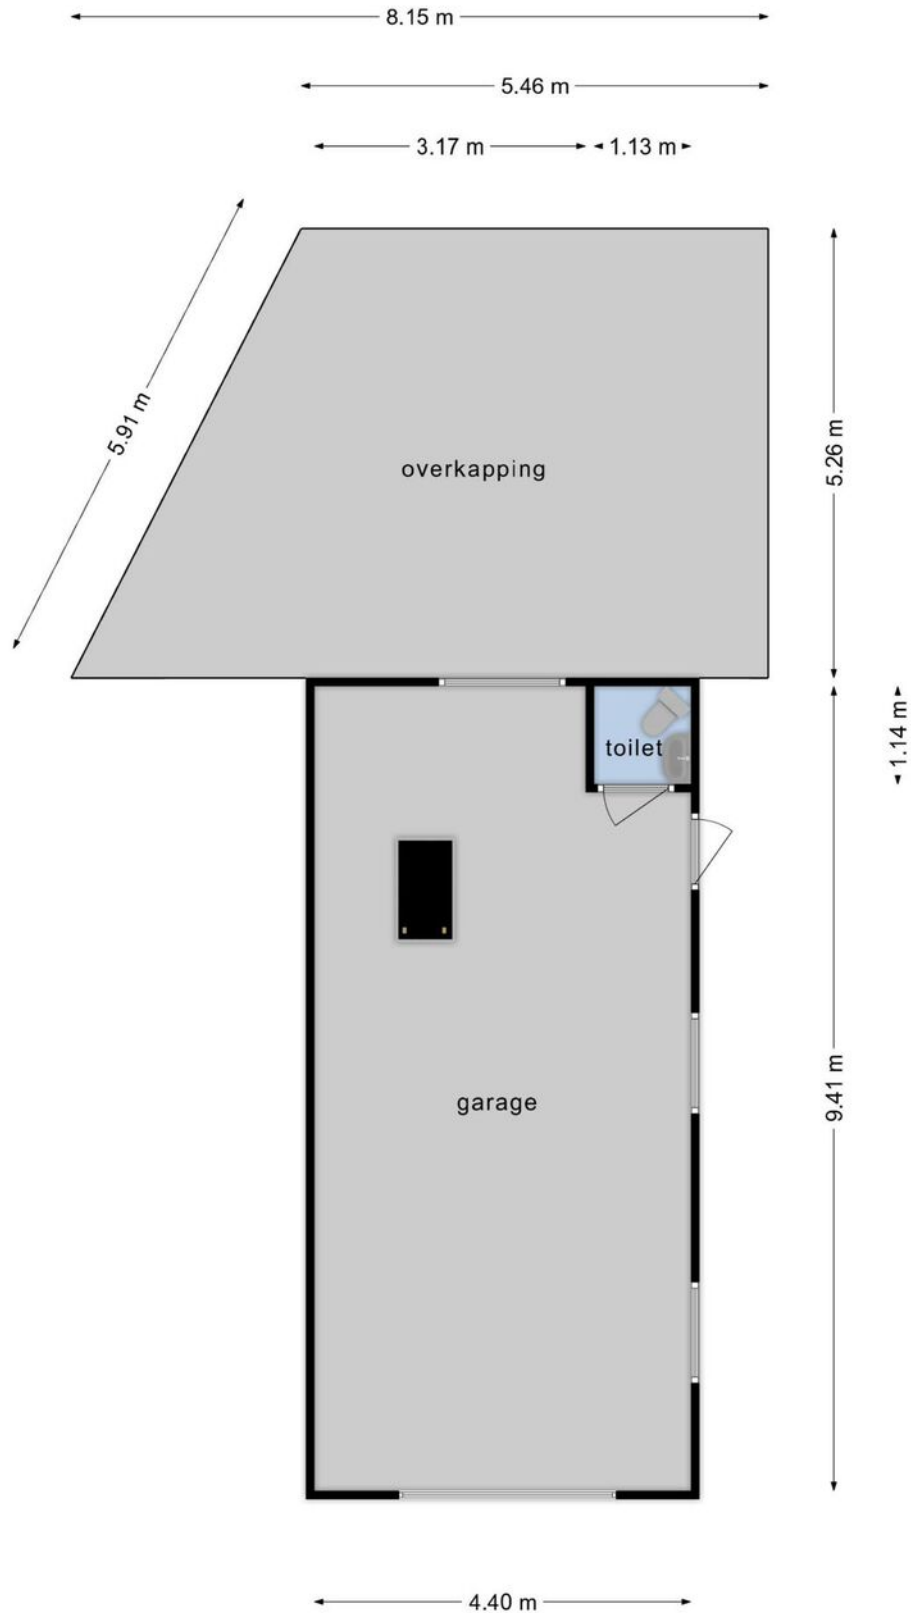 8.15 m
5.46 m
3.17 m
1.13 m
5.91 m
5.26 m
overkapping
1.14 m
toilet
9.41 m
garage
4.40 m